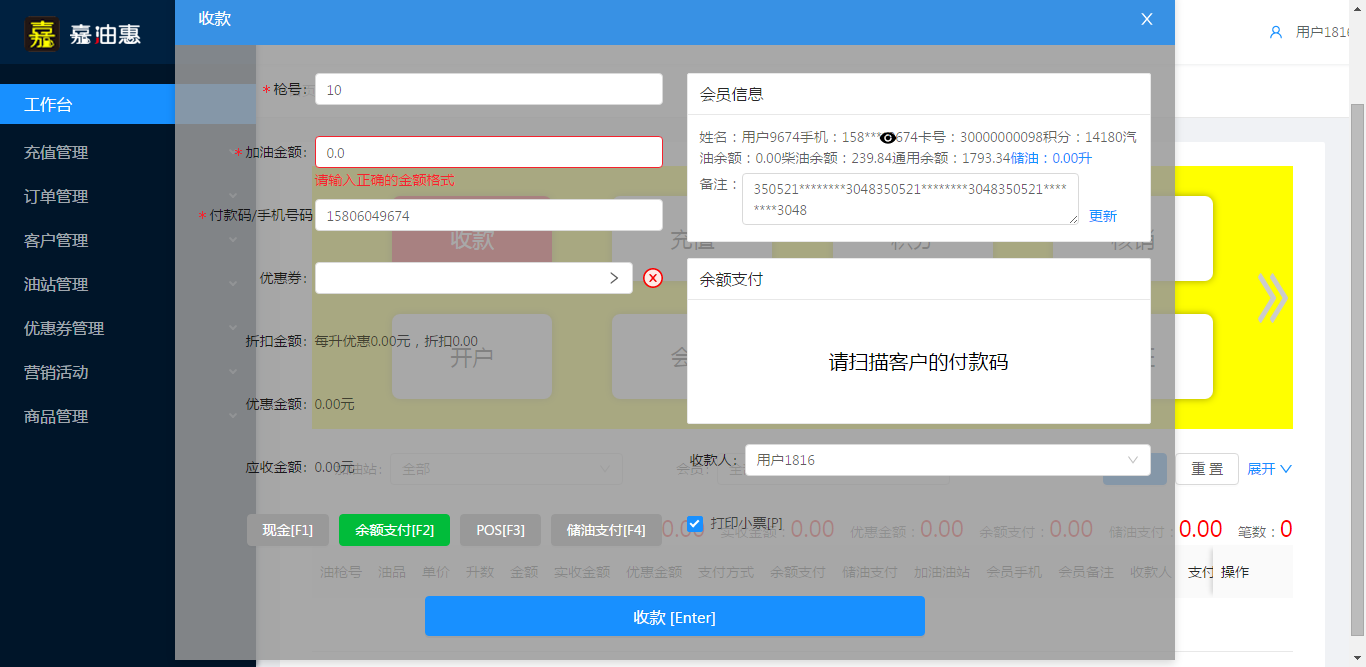 嘉
嘉油惠
收款
用户1816
工作台
充值管理
订单管理
客户管理
油站管理
优惠券管理
营销活动
商品管理
* 枪号:
10
* 加油金额:
0.0
请输入正确的金额格式
* 付款码/手机号码
15806049674
优惠券:
折扣金额:
每升优惠0.00元，折扣0.00
优惠金额:
0.00元
应收金额:
0.00元
现金[F1]
余额支付[F2]
POS[F3]
储油支付[F4]
会员信息
姓名：用户9674手机：158***674卡号：30000000098积分：14180汽
油余额：0.00柴油余额：239.84通用余额：1793.34储油：0.00升
备注：
350521********3048350521********3048350521****
****3048
更新
余额支付
请扫描客户的付款码
收款人:
用户1816
打印小票[P]
收款 [Enter]
收款
充值
积分
核销
开户
会
加油站:
全部
会员:
重 置
展开
0.00
实收金额: 0.00
优惠金额: 0.00
余额支付: 0.00
储油支付: 0.00
笔数: 0
油枪号
油品
单价
升数
金额
实收金额
优惠金额
支付方式
余额支付
储油支付
加油油站
会员手机
会员备注
收款人
支付
操作